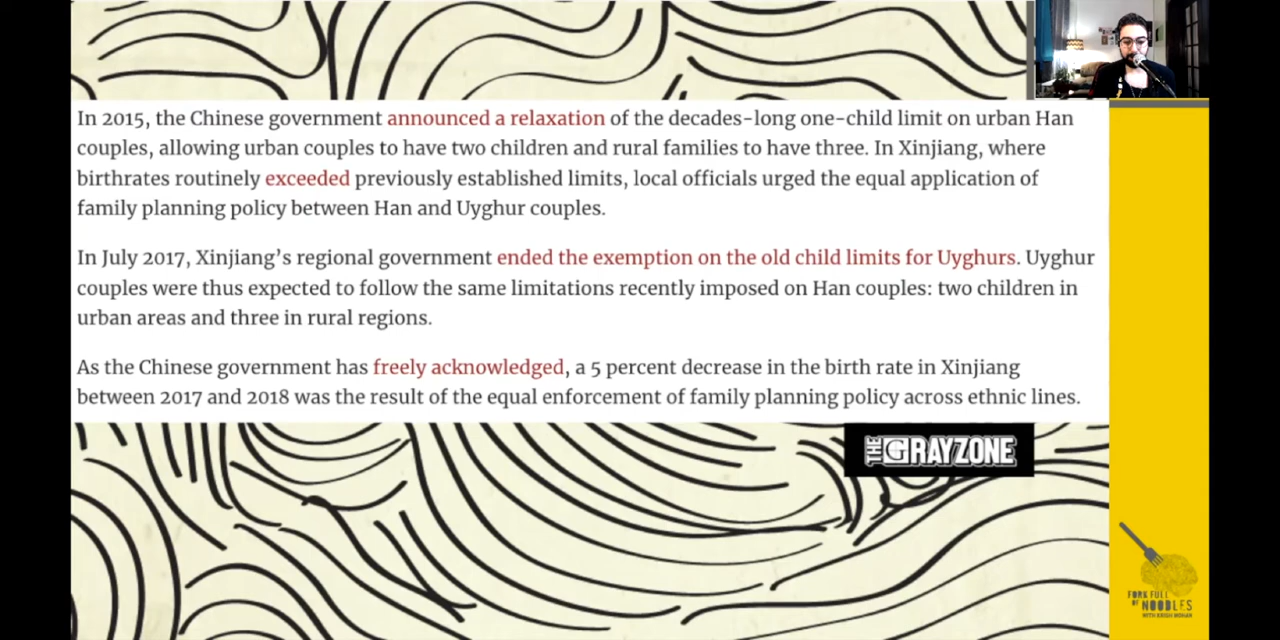 In 2015, the Chinese government announced a relaxation of the decades-long one-child limit on urban Han
couples, allowing urban couples to have two children and rural families to have three. In Xinjiang, where
birthrates routinely exceeded previously established limits, local officials urged the equal application of
family planning policy between Han and Uyghur couples.
In July 2017, Xinjiang's regional government ended the exemption on the old child limits for Uyghurs. Uyghur
couples were thus expected to follow the same limitations recently imposed on Han couples: two children in
urban areas and three in rural regions.
As the Chinese government has freely acknowledged, a 5 percent decrease in the birth rate in Xinjiang
between 2017 and 2018 was the result of the equal enforcement of family planning policy across ethnic lines.
THE GRAYZONE
FORK FULL
OF NOODLES
WITH KRISH MOHAN